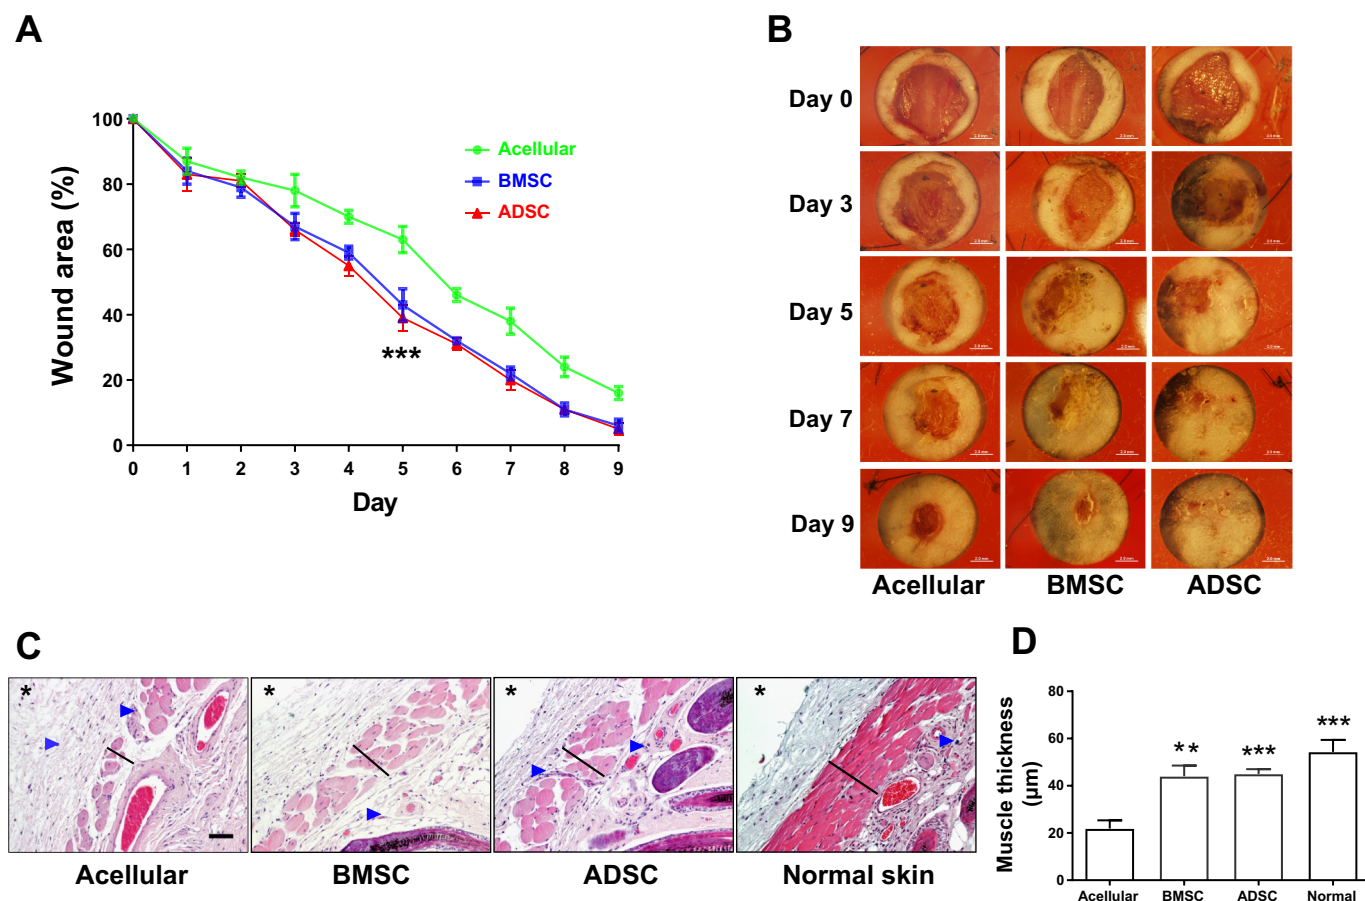 A
Wound area (%)
100
80
60
40
20
0
Acellular
BMSC
ADSC
***
0 1 2 3 4 5 6 7 8 9
Day
B
Day 0
Day 3
Day 5
Day 7
Day 9
Acellular BMSC ADSC
C
* * * *
Acellular BMSC ADSC Normal skin
D
Muscle thickness
(µm)
80
60
40
20
0
** *** ***
Acellular BMSC ADSC Normal